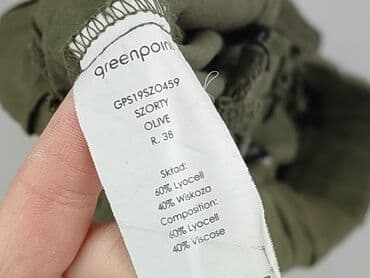 greenpoint
GPS19SZO459
SZORTY
OLIVE
R. 38
Skład:
60% Lyocell
40% Wiskoza
Composition:
60% Lyocell
40% Viscose